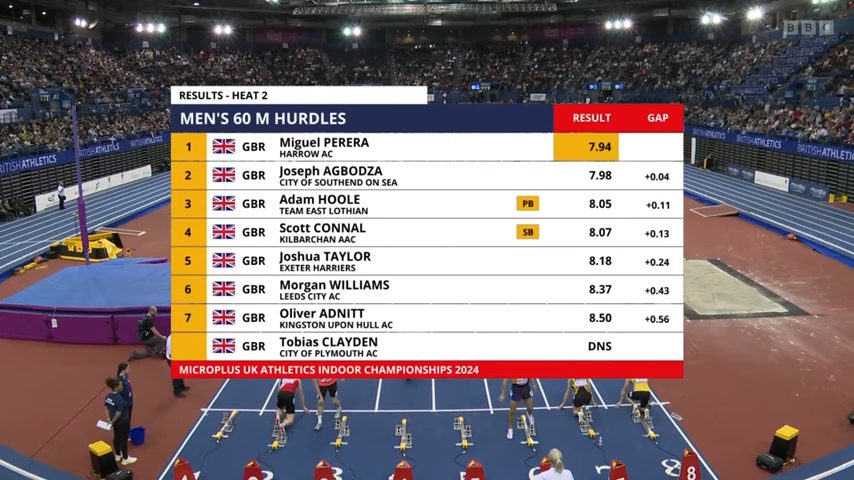 BBC
RESULTS - HEAT 2
MEN'S 60 M HURDLES RESULT GAP
1 GBR Miguel PERERA 7.94
HARROW AC
2 GBR Joseph AGBODZA 7.98 +0.04
CITY OF SOUTHEND ON SEA
3 GBR Adam HOOLE PB 8.05 +0.11
TEAM EAST LOTHIAN
4 GBR Scott CONNAL SB 8.07 +0.13
KILBARCHAN AAC
5 GBR Joshua TAYLOR 8.18 +0.24
EXETER HARRIERS
6 GBR Morgan WILLIAMS 8.37 +0.43
LEEDS CITY AC
7 GBR Oliver ADNITT 8.50 +0.56
KINGSTON UPON HULL AC
GBR Tobias CLAYDEN DNS
CITY OF PLYMOUTH AC
MICROPLUS UK ATHLETICS INDOOR CHAMPIONSHIPS 2024
BRITISH ATHLETICS
BRITISH ATHLETICS
8